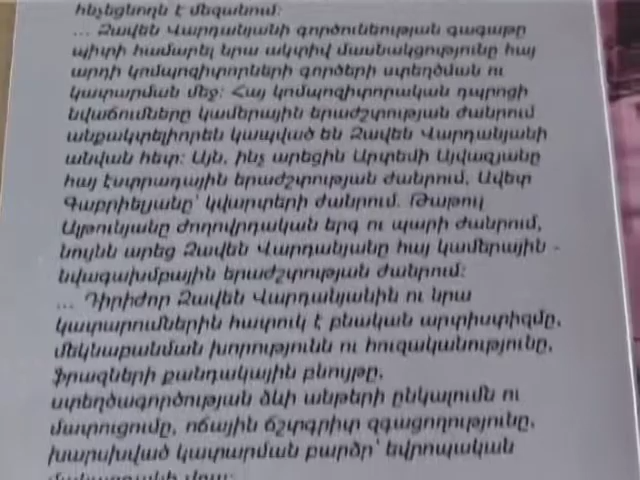 հնչեցնողն է մեզանում:
... Զավեն Վարդանյանի գործունեության գագաթը
պիտի համարել նրա ակտիվ մասնակցությունը հայ
արդի կոմպոզիտորների գործերի ստեղծման ու
կատարման մեջ: Հայ կոմպոզիտորական դպրոցի
նվաճումները կամերային երաժշտության ժանրում
անքակտելիորեն կապված են Զավեն Վարդանյանի
անվան հետ: Այն, ինչ արեցին Արտեմի Այվազյանը
հայ էստրադային երաժշտության ժանրում, Ավետ
Գաբրիելյանը՝ կվարտերի ժանրում. Թաթուլ
Ալթունյանը ժողովրդական երգ ու պարի ժանրում,
նույնն արեց Զավեն Վարդանյանը հայ կամերային -
նվագախմբային երաժշտության ժանրում:
... Դիրիժոր Զավեն Վարդանյանին ու նրա
կատարումներին հատուկ է բնական արտիստիզմը,
մեկնաբանման խորությունն ու հուզականությունը,
ֆրազների քանդակային բնույթը,
ստեղծագործության ձևի անթերի ընկալումն ու
մատուցումը, ոճային ճշտգրիտ զգացողությունը,
խարսխված կատարման բարձր՝ եվրոպական